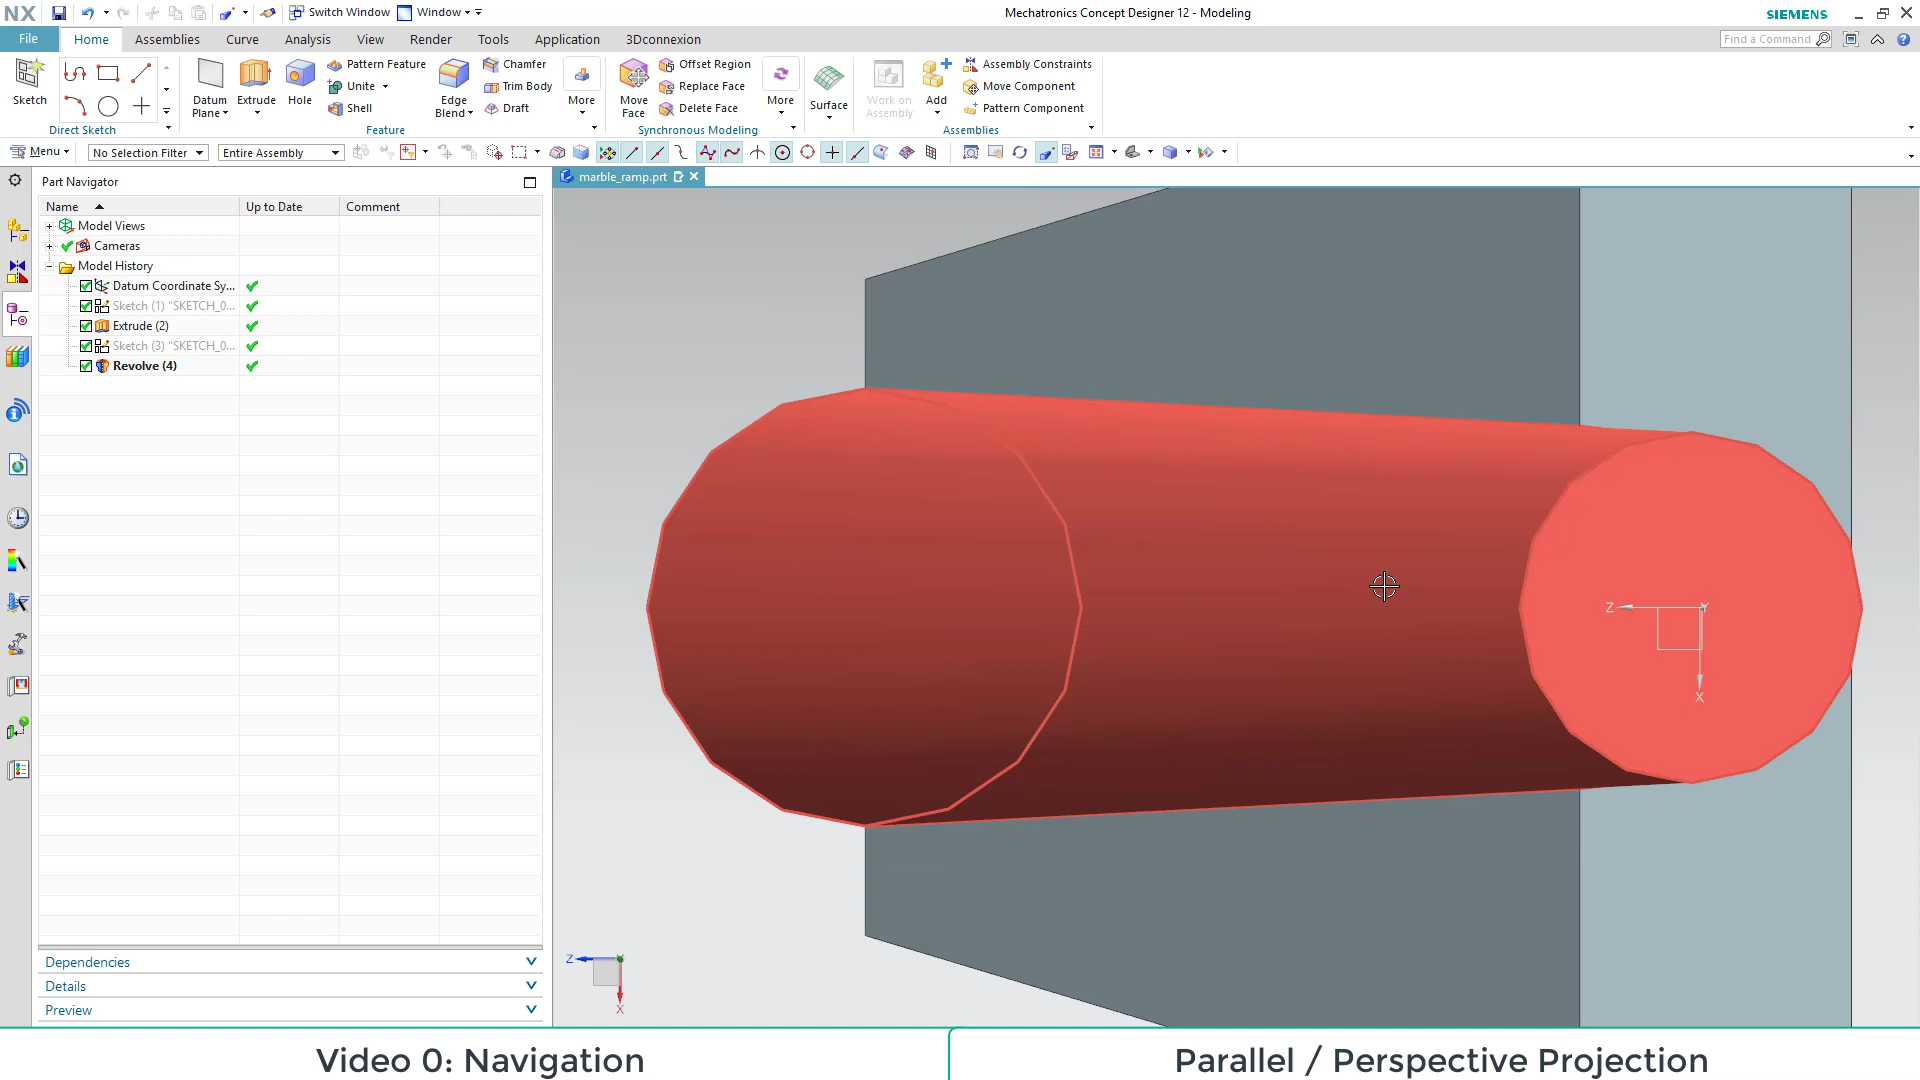 NX
Switch Window
Window
Mechatronics Concept Designer 12 - Modeling
SIEMENS
File
Home
Assemblies
Curve
Analysis
View
Render
Tools
Application
3Dconnexion
Find a Command
Sketch
Direct Sketch
Datum
Plane
Extrude
Hole
Pattern Feature
Unite
Shell
Edge
Blend
Chamfer
Trim Body
Draft
More
Feature
Move
Face
Offset Region
Replace Face
Delete Face
More
Synchronous Modeling
Surface
Work on
Assembly
Add
Assembly Constraints
Move Component
Pattern Component
Assemblies
Menu
No Selection Filter
Entire Assembly
Part Navigator
marble_ramp.prt
Name
Up to Date
Comment
Model Views
Cameras
Model History
Datum Coordinate Sy...
Sketch (1) "SKETCH_0...
Extrude (2)
Sketch (3) "SKETCH_0...
Revolve (4)
Z
Y
X
Z
X
Dependencies
Details
Preview
Video 0: Navigation
Parallel / Perspective Projection